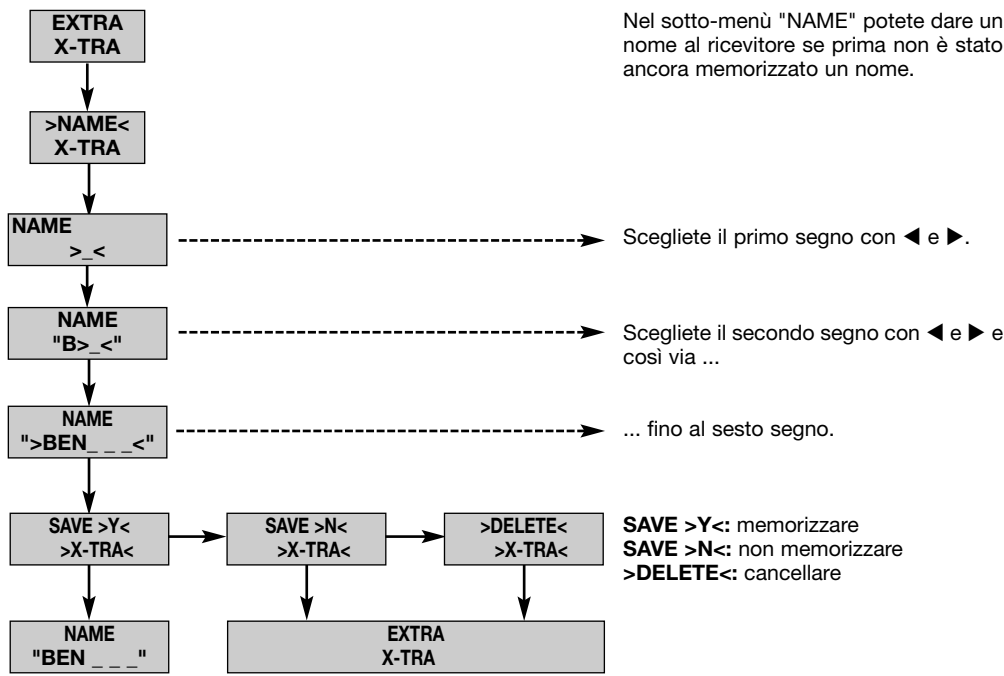 EXTRA
X-TRA
Nel sotto-menù "NAME" potete dare un
nome al ricevitore se prima non è stato
ancora memorizzato un nome.
>NAME<
X-TRA
NAME
>_<
Scegliete il primo segno con ◀ e ▶.
NAME
"B>_<"
Scegliete il secondo segno con ◀ e ▶ e
così via ...
NAME
">BEN_ _ _<"
... fino al sesto segno.
SAVE >Y<
>X-TRA<
SAVE >N<
>X-TRA<
>DELETE<
>X-TRA<
SAVE >Y<: memorizzare
SAVE >N<: non memorizzare
>DELETE<: cancellare
NAME
"BEN _ _ _"
EXTRA
X-TRA